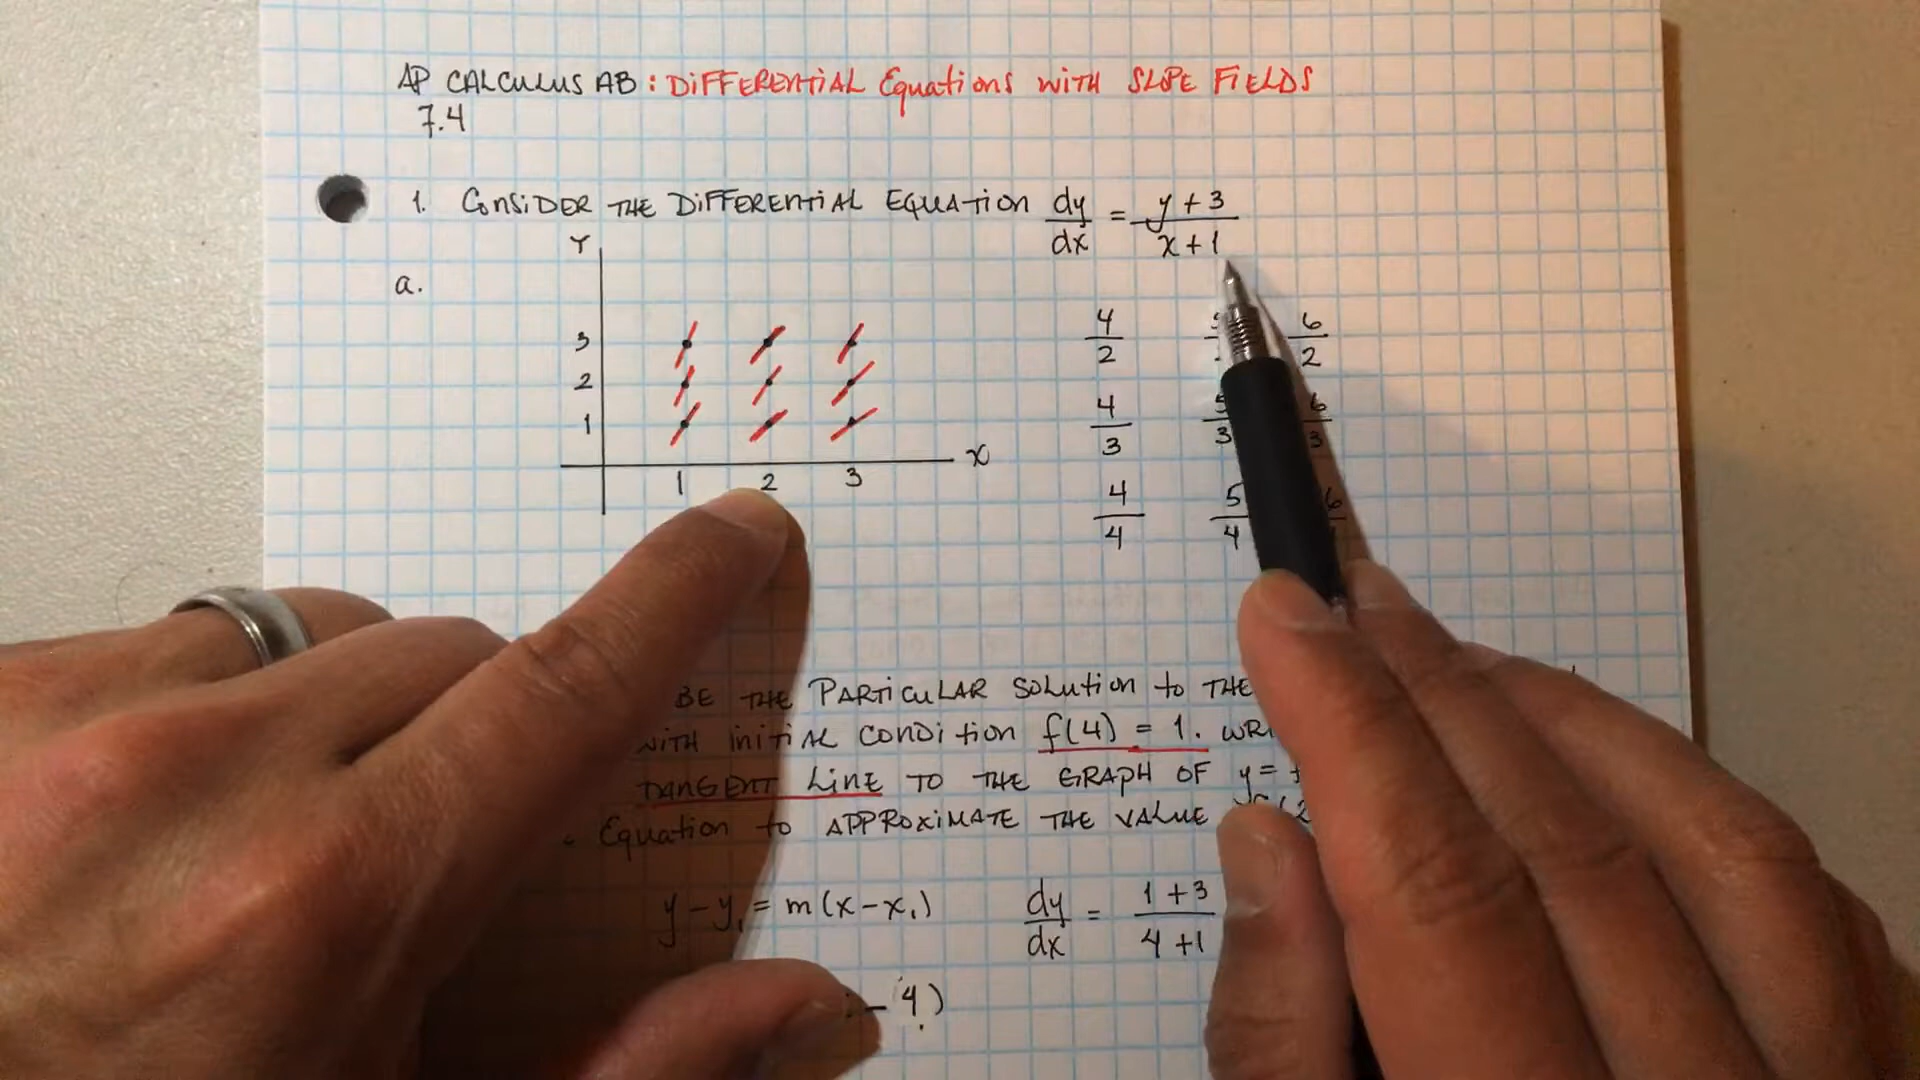 AP CALCULUS AB : DIFFERENTIAL Equations WITH SLOPE FIELDS
7.4
1. CONSIDER THE DIFFERENTIAL EQUATION dy/dx = y+3/x+1
a.
Y
3
2
1
1 2 3
X
4/2 6/2
4/3 5/3 6/3
4/4 5/4 6
BE THE PARTICULAR SOLUTION TO THE
WITH INITIAL CONDITION f(4) = 1.
TANGENT LINE TO THE GRAPH OF y =
Equation to APPROXIMATE THE VALUE
y - y₁ = m(x - x₁) dy/dx = 1+3/4+1
- 4)